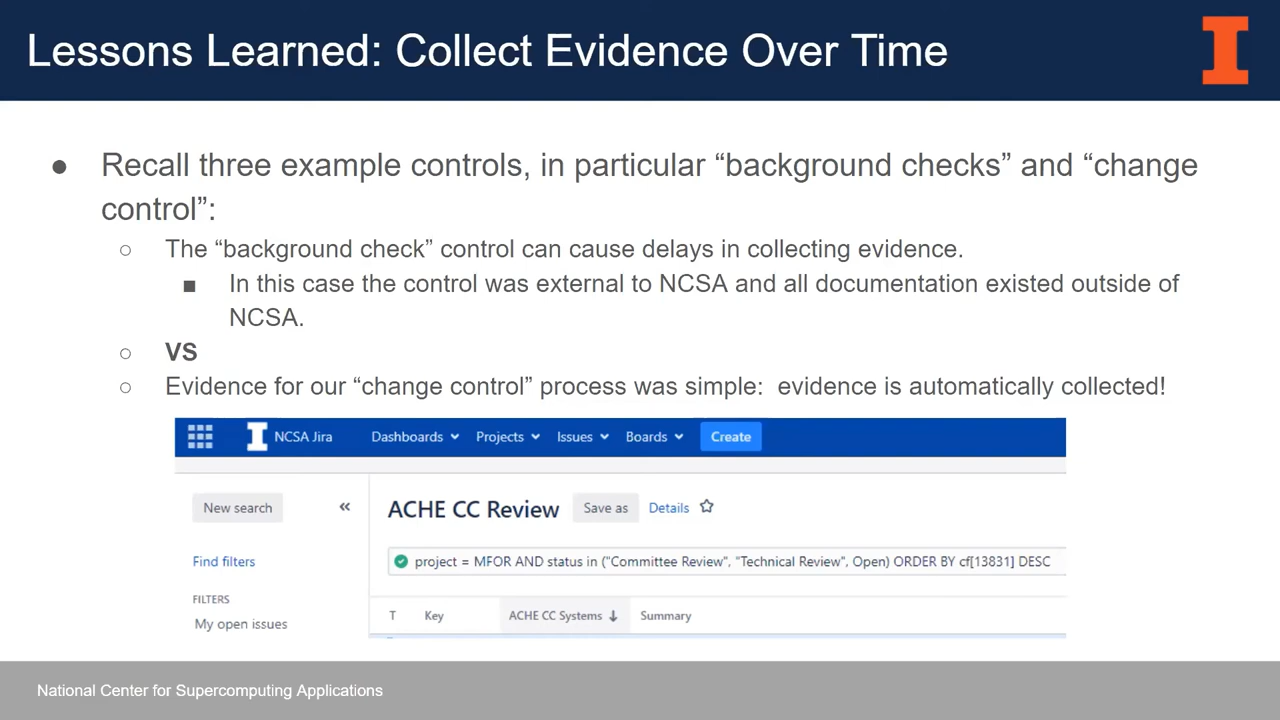 Lessons Learned: Collect Evidence Over Time
● Recall three example controls, in particular “background checks” and “change
control”:
○ The “background check” control can cause delays in collecting evidence.
■ In this case the control was external to NCSA and all documentation existed outside of
NCSA.
○ VS
○ Evidence for our “change control” process was simple: evidence is automatically collected!
NCSA Jira Dashboards Projects Issues Boards Create
New search « ACHE CC Review Save as Details
Find filters
project = MFOR AND status in ("Committee Review", "Technical Review", Open) ORDER BY cf[13831] DESC
FILTERS
T Key ACHE CC Systems ↓ Summary
My open issues
National Center for Supercomputing Applications